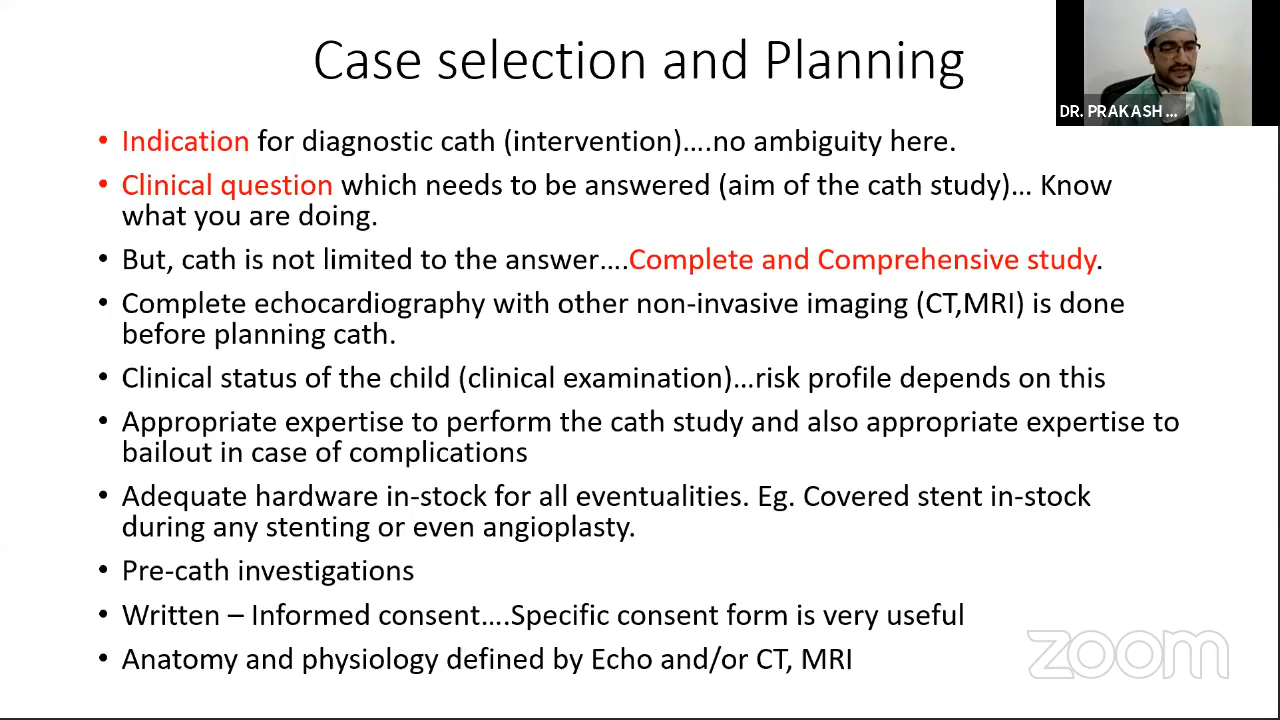 Case selection and Planning
DR. PRAKASH ...
• Indication for diagnostic cath (intervention)....no ambiguity here.
• Clinical question which needs to be answered (aim of the cath study)... Know
what you are doing.
• But, cath is not limited to the answer....Complete and Comprehensive study.
• Complete echocardiography with other non-invasive imaging (CT,MRI) is done
before planning cath.
• Clinical status of the child (clinical examination)...risk profile depends on this
• Appropriate expertise to perform the cath study and also appropriate expertise to
bailout in case of complications
• Adequate hardware in-stock for all eventualities. Eg. Covered stent in-stock
during any stenting or even angioplasty.
• Pre-cath investigations
• Written – Informed consent....Specific consent form is very useful
• Anatomy and physiology defined by Echo and/or CT, MRI
zoom